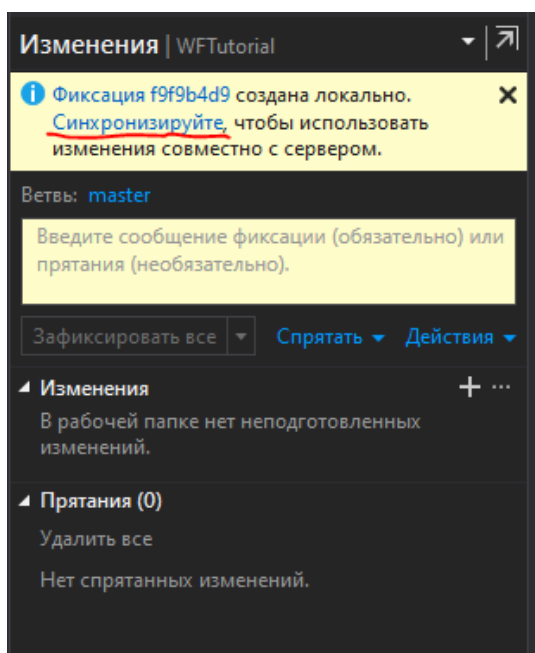 Изменения | WFTutorial
Фиксация f9f9b4d9 создана локально.
Синхронизируйте, чтобы использовать
изменения совместно с сервером.
Ветвь: master
Введите сообщение фиксации (обязательно) или
прятания (необязательно).
Зафиксировать все Спрятать Действия
Изменения
В рабочей папке нет неподготовленных
изменений.
Прятания (0)
Удалить все
Нет спрятанных изменений.